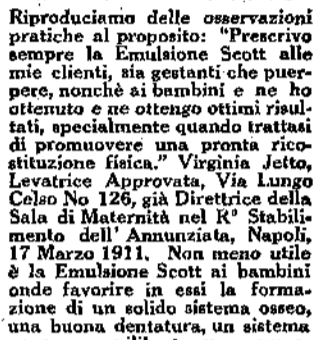 Riproduciamo delle osservazioni
pratiche al proposito: "Prescrivo
sempre la Emulsione Scott alle
mie clienti, sia gestanti che puer-
pere, nonchè ai bambini e ne ho
ottenuto e ne ottengo ottimi risul-
tati, specialmente quando trattasi
di promuovere una pronta rico-
stituzione fisica." Virginia Jetto,
Levatrice Approvata, Via Lungo
Celso No 126, già Direttrice della
Sala di Maternità nel Rº Stabili-
mento dell' Annunziata, Napoli,
17 Marzo 1911. Non meno utile
è la Emulsione Scott ai bambini
onde favorire in essi la forma-
zione di un solido sistema osseo,
una buona dentatura, un sistema